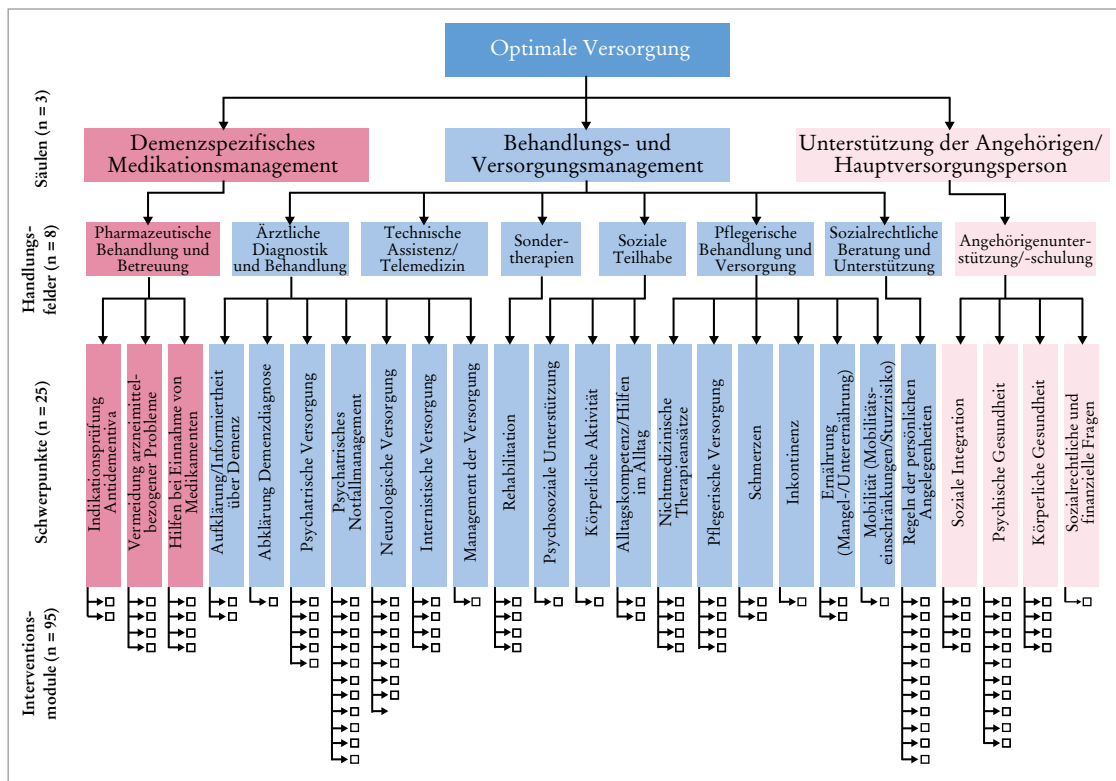 Optimale Versorgung
Säulen (n = 3)
Demenzspezifisches
Medikationsmanagement
Behandlungs- und
Versorgungsmanagement
Unterstützung der Angehörigen/
Hauptversorgungsperson
Handlungs-
felder (n = 8)
Pharmazeutische
Behandlung und
Betreuung
Ärztliche
Diagnostik
und Behandlung
Technische
Assistenz/
Telemedizin
Sonder-
therapien
Soziale
Teilhabe
Pflegerische
Behandlung und
Versorgung
Sozialrechtliche
Beratung und
Unterstützung
Angehörigenunter-
stützung/-schulung
Schwerpunkte (n = 25)
Indikationsprüfung
Antidementiva
Vermeidung arzneimittel-
bezogener Probleme
Hilfen bei Einnahme von
Medikamenten
Aufklärung/Informiertheit
über Demenz
Abklärung Demenzdiagnose
Psychatrische Versorgung
Psychatrisches
Notfallmanagement
Neurologische Versorgung
Internistische Versorgung
Management der Versorgung
Rehabilitation
Psychosoziale Unterstützung
Körperliche Aktivität
Alltagskompetenz/Hilfen
im Alltag
Nichtmedizinische
Therapieansätze
Pflegerische Versorgung
Schmerzen
Inkontinenz
Ernährung
(Mangel-/Unterernährung)
Mobilität (Mobilitäts-
einschränkungen/Sturzrisiko)
Regeln der persönlichen
Angelegenheiten
Soziale Integration
Psychische Gesundheit
Körperliche Gesundheit
Sozialrechtliche und
finanzielle Fragen
Interventions-
module (n = 95)